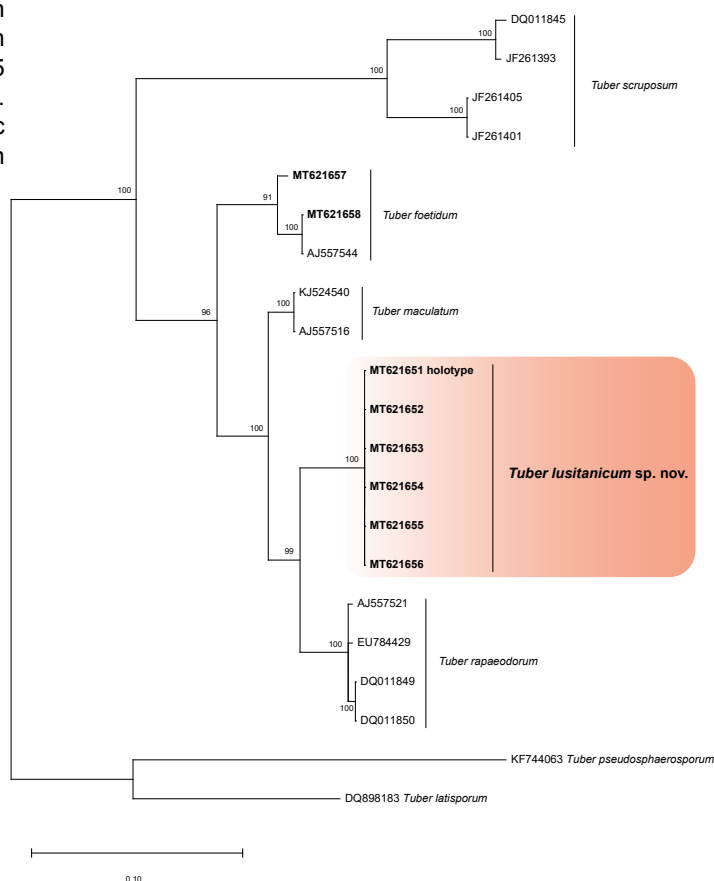 n
n
5
.
c
n
DQ011845
100
JF261393
100
Tuber scruposum
JF261405
100
JF261401
MT621657
100
91
MT621658
Tuber foetidum
100
AJ557544
KJ524540
100
Tuber maculatum
96
AJ557516
MT621651 holotype
MT621652
100
MT621653
100
Tuber lusitanicum sp. nov.
MT621654
MT621655
99
MT621656
AJ557521
100
EU784429
Tuber rapaeodorum
DQ011849
100
DQ011850
KF744063 Tuber pseudosphaerosporum
DQ898183 Tuber latisporum
0.10